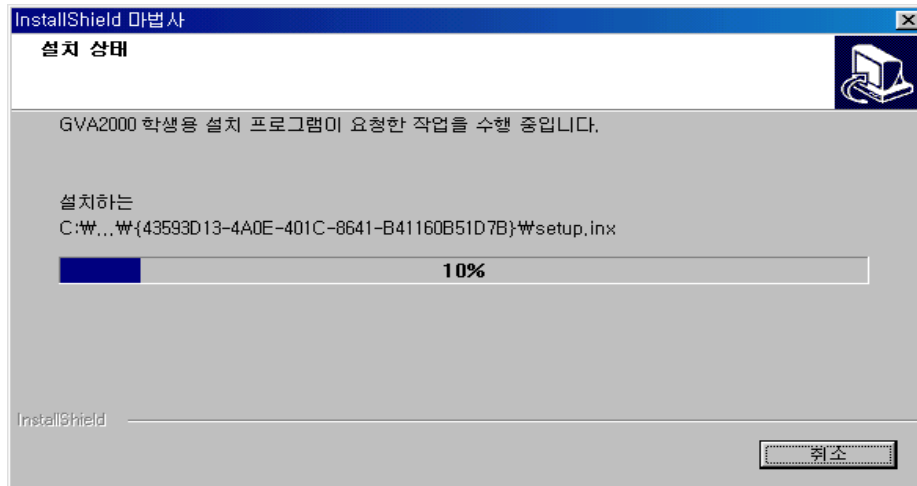 InstallShield 마법사
설치 상태
GVA2000 학생용 설치 프로그램이 요청한 작업을 수행 중입니다.
설치하는
C:₩...₩{43593D13-4A0E-401C-8641-B41160B51D7B}₩setup.inx
10%
InstallShield
취소